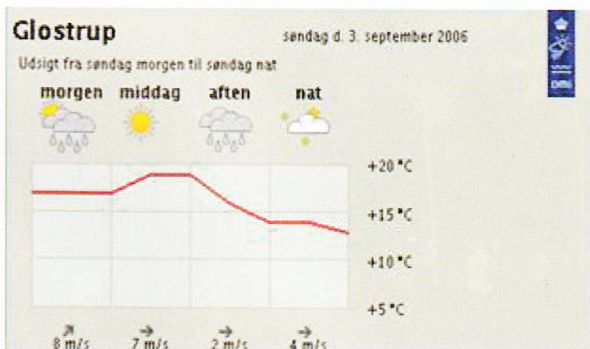 Glostrup
søndag d. 3. september 2006
Udsigt fra søndag morgen til søndag nat
morgen middag aften nat
+20°C
+15°C
+10°C
+5°C
8 m/s 7 m/s 2 m/s 4 m/s
DMI